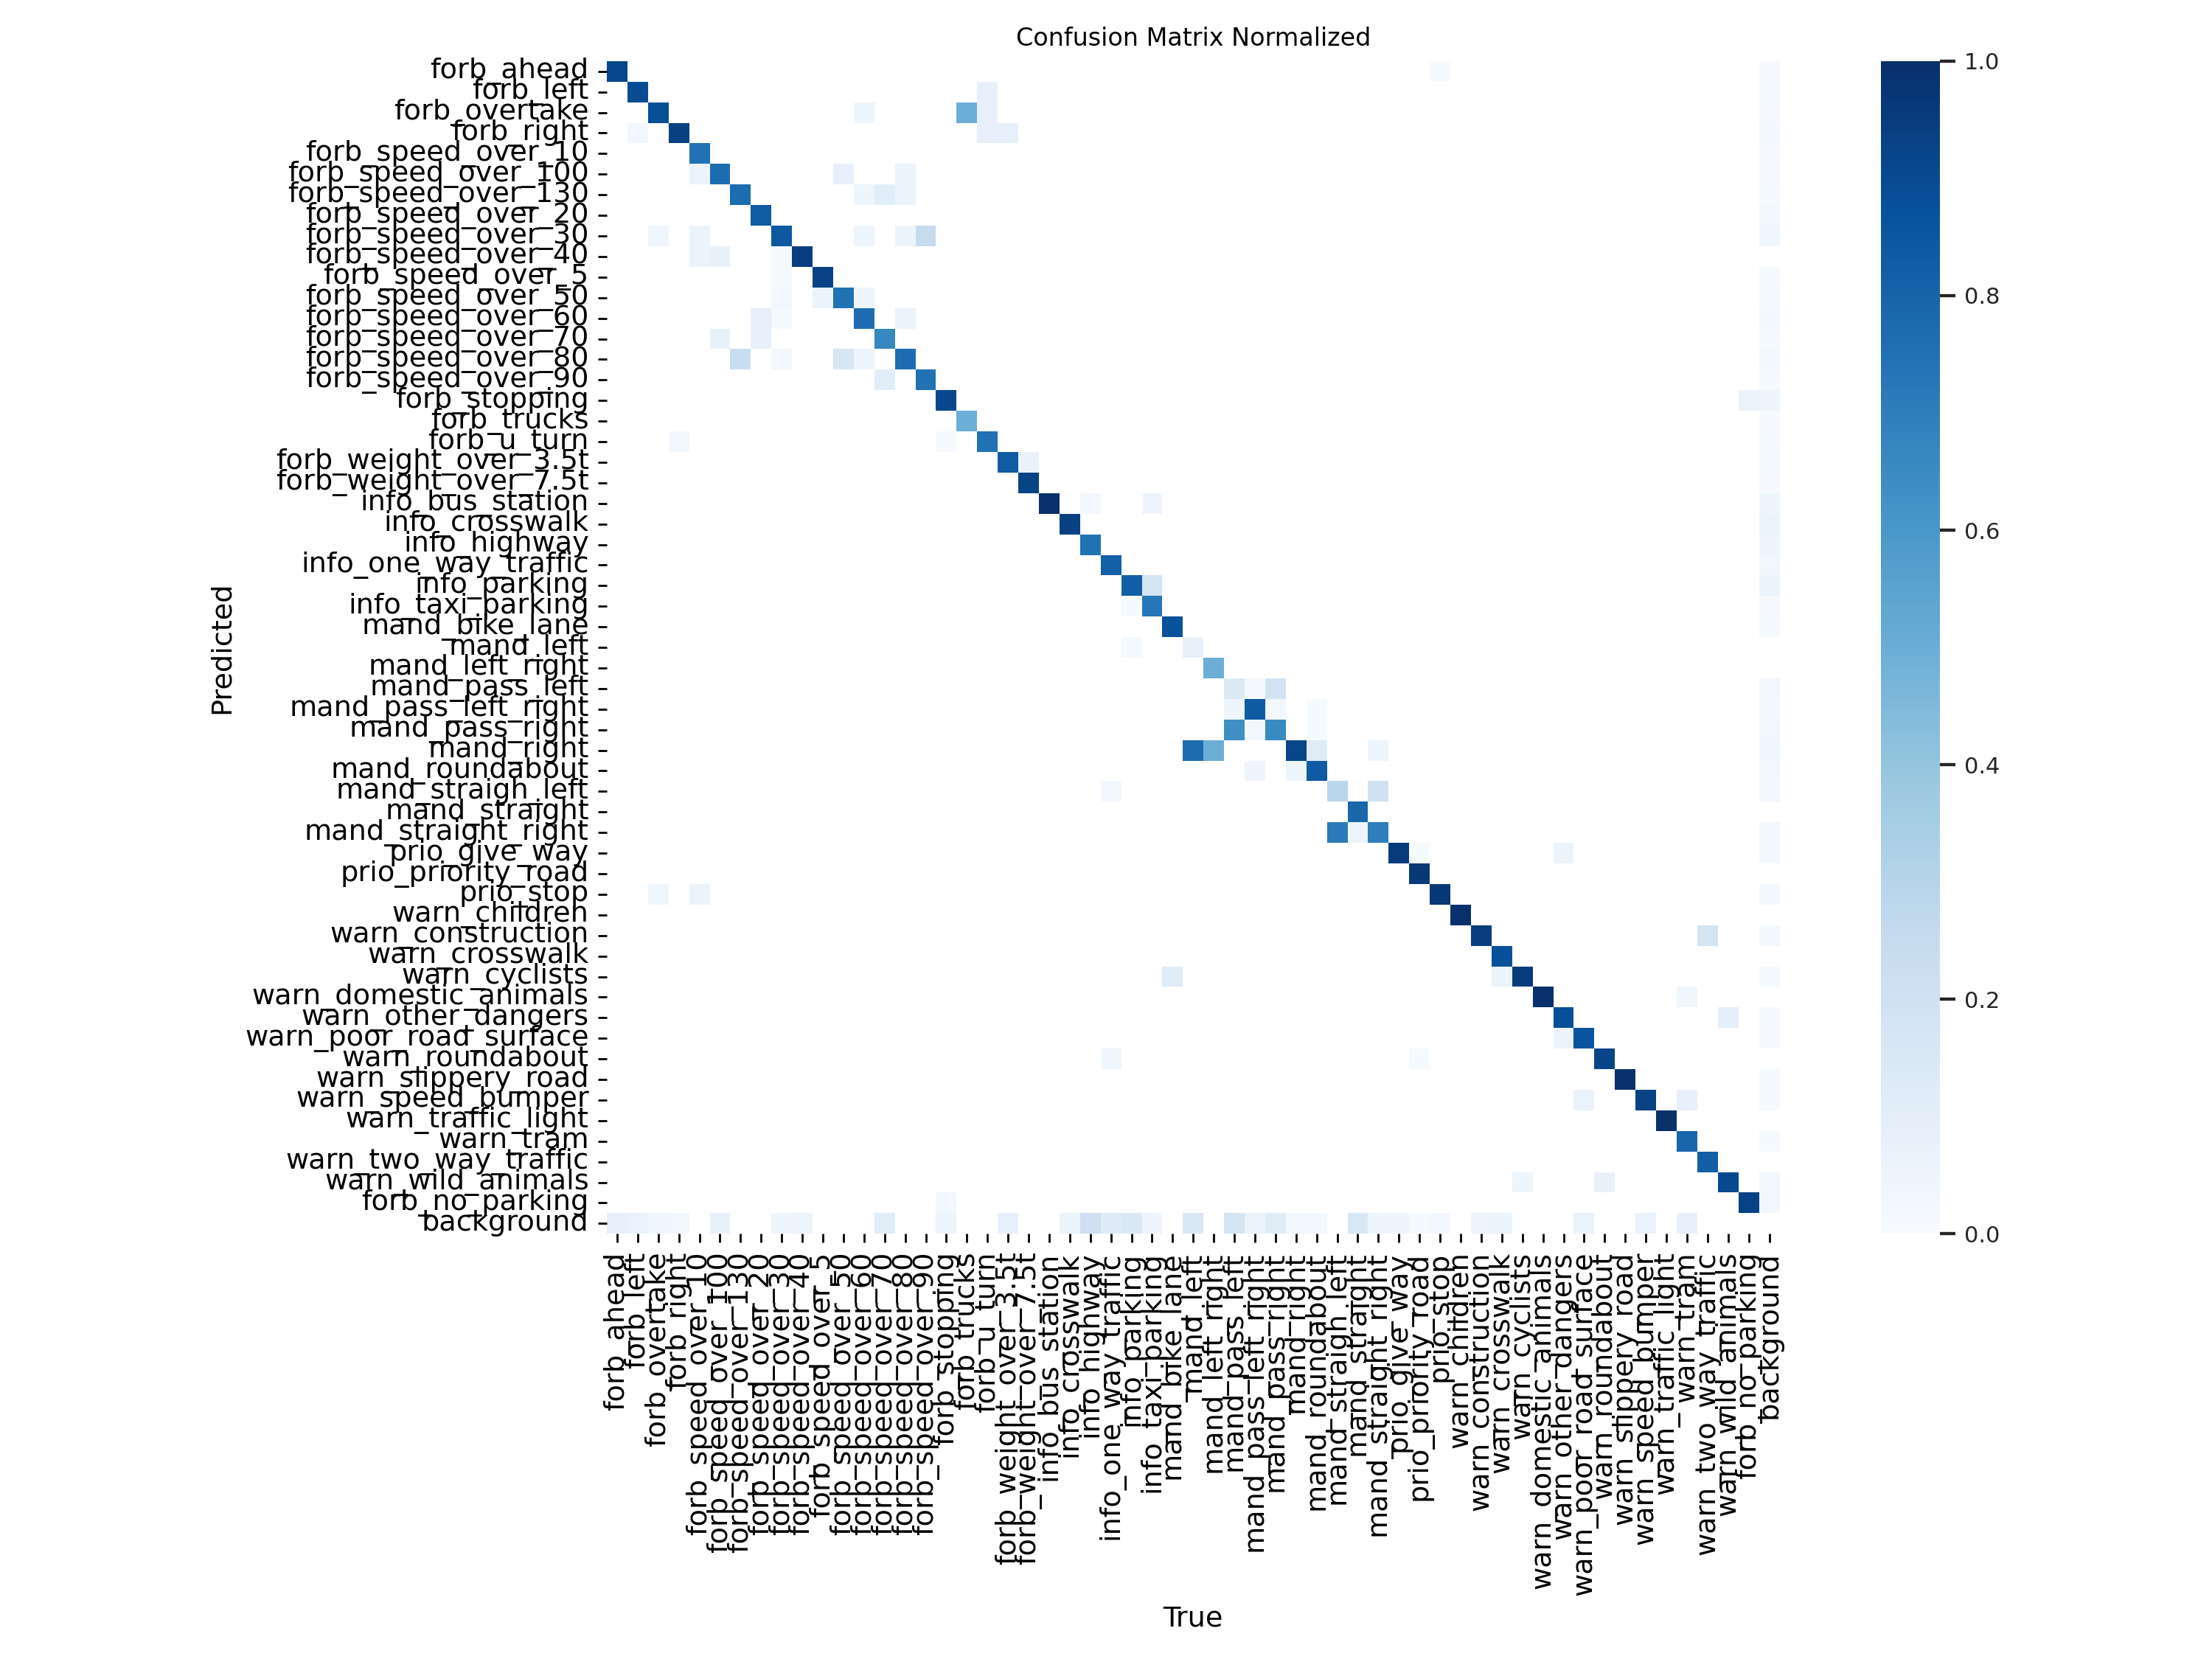 Confusion Matrix Normalized
forb_ahead
forb_left
forb_overtake
forb_right
forb_speed_over_10
forb_speed_over_100
forb_speed_over_130
forb_speed_over_20
forb_speed_over_30
forb_speed_over_40
forb_speed_over_5
forb_speed_over_50
forb_speed_over_60
forb_speed_over_70
forb_speed_over_80
forb_speed_over_90
forb_stopping
forb_trucks
forb_u_turn
forb_weight_over_3.5t
forb_weight_over_7.5t
info_bus_station
info_crosswalk
info_highway
info_one_way_traffic
info_parking
info_taxi_parking
mand_bike_lane
mand_left
mand_left_right
mand_pass_left
mand_pass_left_right
mand_pass_right
mand_right
mand_roundabout
mand_straigh_left
mand_straight
mand_straight_right
prio_give_way
prio_priority_road
prio_stop
warn_children
warn_construction
warn_crosswalk
warn_cyclists
warn_domestic_animals
warn_other_dangers
warn_poor_road_surface
warn_roundabout
warn_slippery_road
warn_speed_bumper
warn_traffic_light
warn_tram
warn_two_way_traffic
warn_wild_animals
forb_no_parking
background
Predicted
forb_ahead
forb_left
forb_overtake
forb_right
forb_speed_over_10
forb_speed_over_100
forb_speed_over_130
forb_speed_over_20
forb_speed_over_30
forb_speed_over_40
forb_speed_over_5
forb_speed_over_50
forb_speed_over_60
forb_speed_over_70
forb_speed_over_80
forb_speed_over_90
forb_stopping
forb_trucks
forb_u_turn
forb_weight_over_3.5t
forb_weight_over_7.5t
info_bus_station
info_crosswalk
info_highway
info_one_way_traffic
info_parking
info_taxi_parking
mand_bike_lane
mand_left
mand_left_right
mand_pass_left
mand_pass_left_right
mand_pass_right
mand_right
mand_roundabout
mand_straigh_left
mand_straight
mand_straight_right
prio_give_way
prio_priority_road
prio_stop
warn_children
warn_construction
warn_crosswalk
warn_cyclists
warn_domestic_animals
warn_other_dangers
warn_poor_road_surface
warn_roundabout
warn_slippery_road
warn_speed_bumper
warn_traffic_light
warn_tram
warn_two_way_traffic
warn_wild_animals
forb_no_parking
background
True
1.0
0.8
0.6
0.4
0.2
0.0